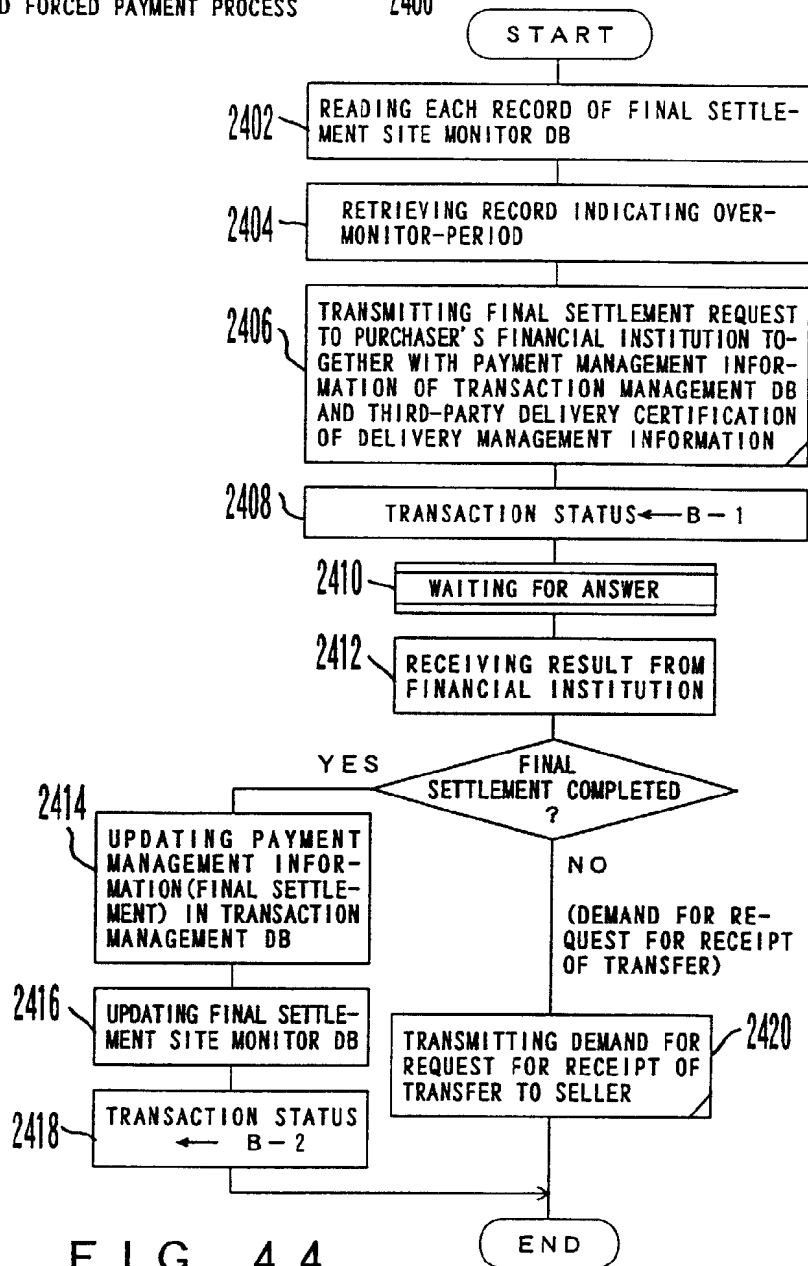 D FORCED PAYMENT PROCESS
2400
START
2402
READING EACH RECORD OF FINAL SETTLE-
MENT SITE MONITOR DB
2404
RETRIEVING RECORD INDICATING OVER-
MONITOR-PERIOD
2406
TRANSMITTING FINAL SETTLEMENT REQUEST
TO PURCHASER'S FINANCIAL INSTITUTION TO-
GETHER WITH PAYMENT MANAGEMENT INFOR-
MATION OF TRANSACTION MANAGEMENT DB
AND THIRD-PARTY DELIVERY CERTIFICATION
OF DELIVERY MANAGEMENT INFORMATION
2408
TRANSACTION STATUS ← B-1
2410
WAITING FOR ANSWER
2412
RECEIVING RESULT FROM
FINANCIAL INSTITUTION
FINAL
SETTLEMENT COMPLETED
?
YES
2414
UPDATING PAYMENT
MANAGEMENT INFOR-
MATION(FINAL SETTLE-
MENT) IN TRANSACTION
MANAGEMENT DB
2416
UPDATING FINAL SETTLE-
MENT SITE MONITOR DB
2418
TRANSACTION STATUS
← B-2
NO
(DEMAND FOR RE-
QUEST FOR RECEIPT
OF TRANSFER)
2420
TRANSMITTING DEMAND FOR
REQUEST FOR RECEIPT OF
TRANSFER TO SELLER
END
FIG. 44